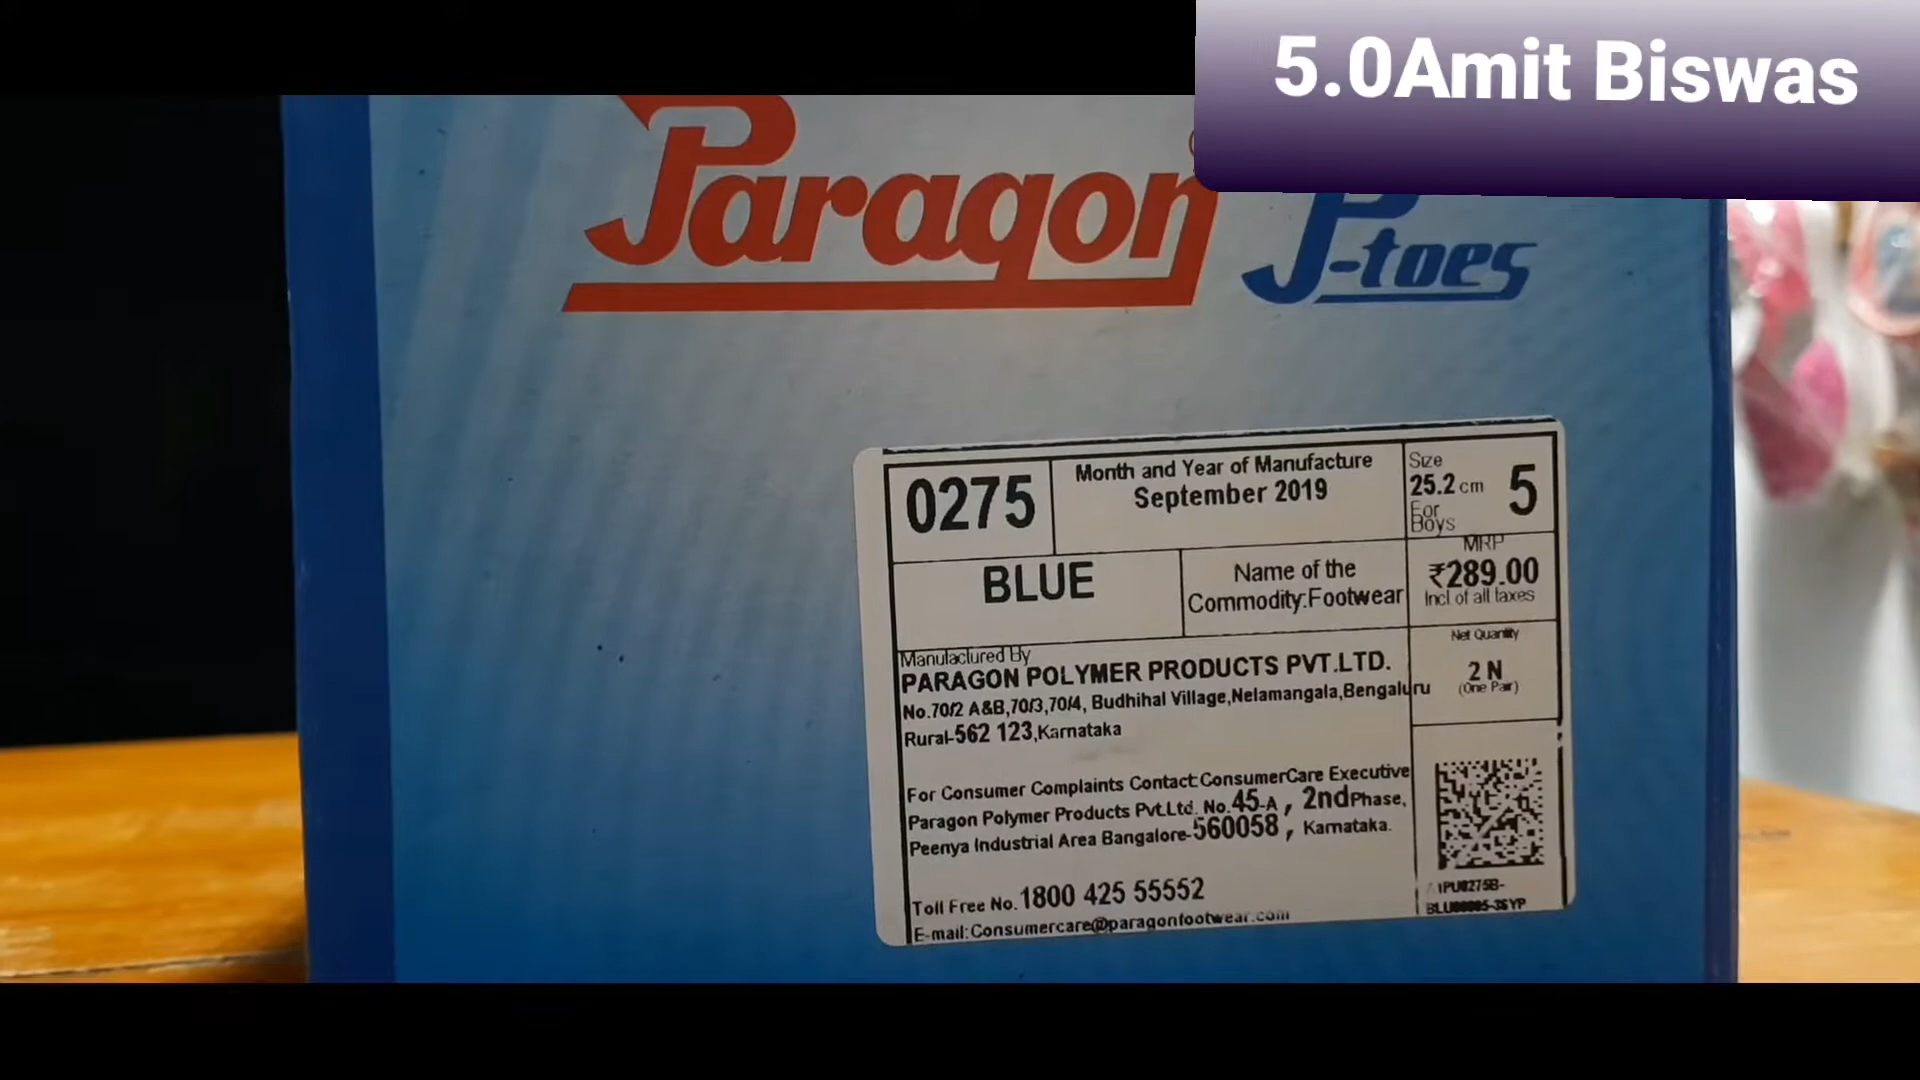 5.0Amit Biswas
Paragon
P-toes
0275
Month and Year of Manufacture
September 2019
Size
25.2 cm
5
For
Boys
BLUE
Name of the
Commodity:Footwear
MRP
₹289.00
Incl of all taxes
Manufactured By
PARAGON POLYMER PRODUCTS PVT.LTD.
No.70/2 A&B,70/3,70/4, Budhihal Village,Nelamangala,Bengaluru
Rural-562 123,Karnataka
Net Quantity
2 N
(One Pair)
For Consumer Complaints Contact:ConsumerCare Executive
Paragon Polymer Products Pvt.Ltd. No.45-A , 2nd Phase,
Peenya Industrial Area Bangalore-560058 , Karnataka.
Toll Free No. 1800 425 55552
E-mail:Consumercare@paragonfootwear.com